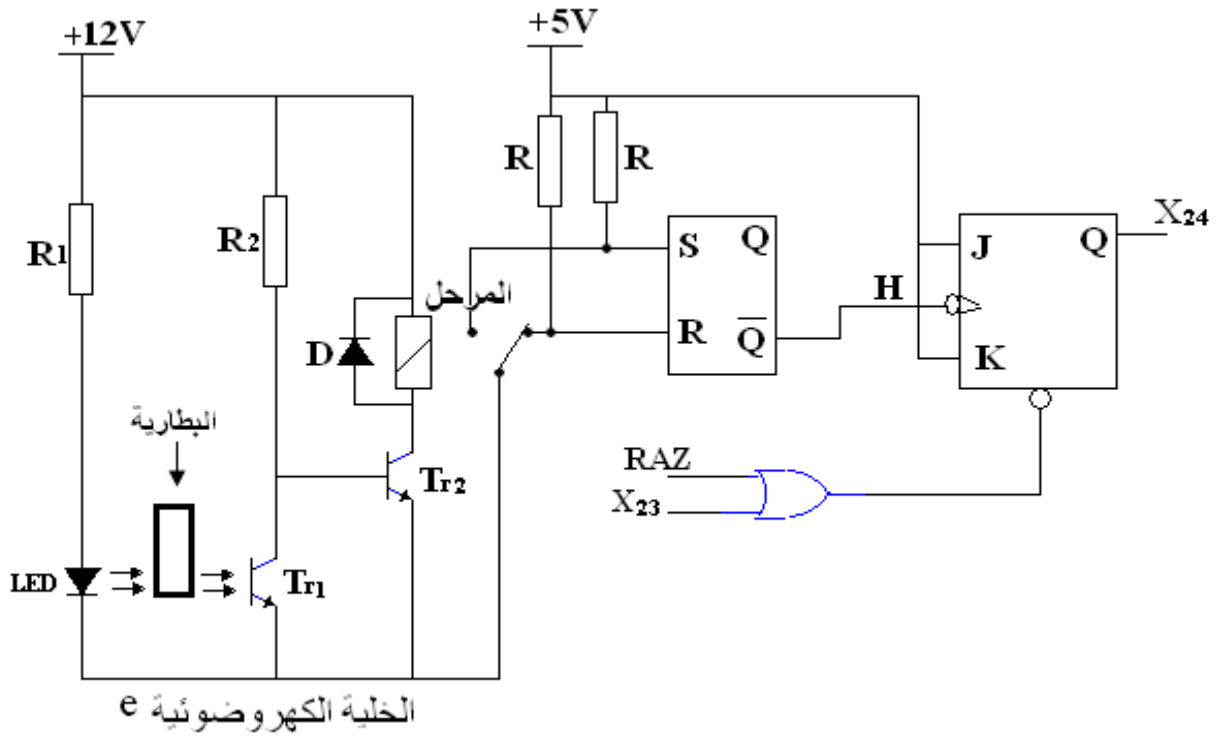 +12V
+5V
R
R
R1
R2
المرحل
D
S
Q
R
Q
H
J
Q
K
X24
البطارية
Tr2
RAZ
X23
LED
Tr1
الخلية الكهروضوئية e